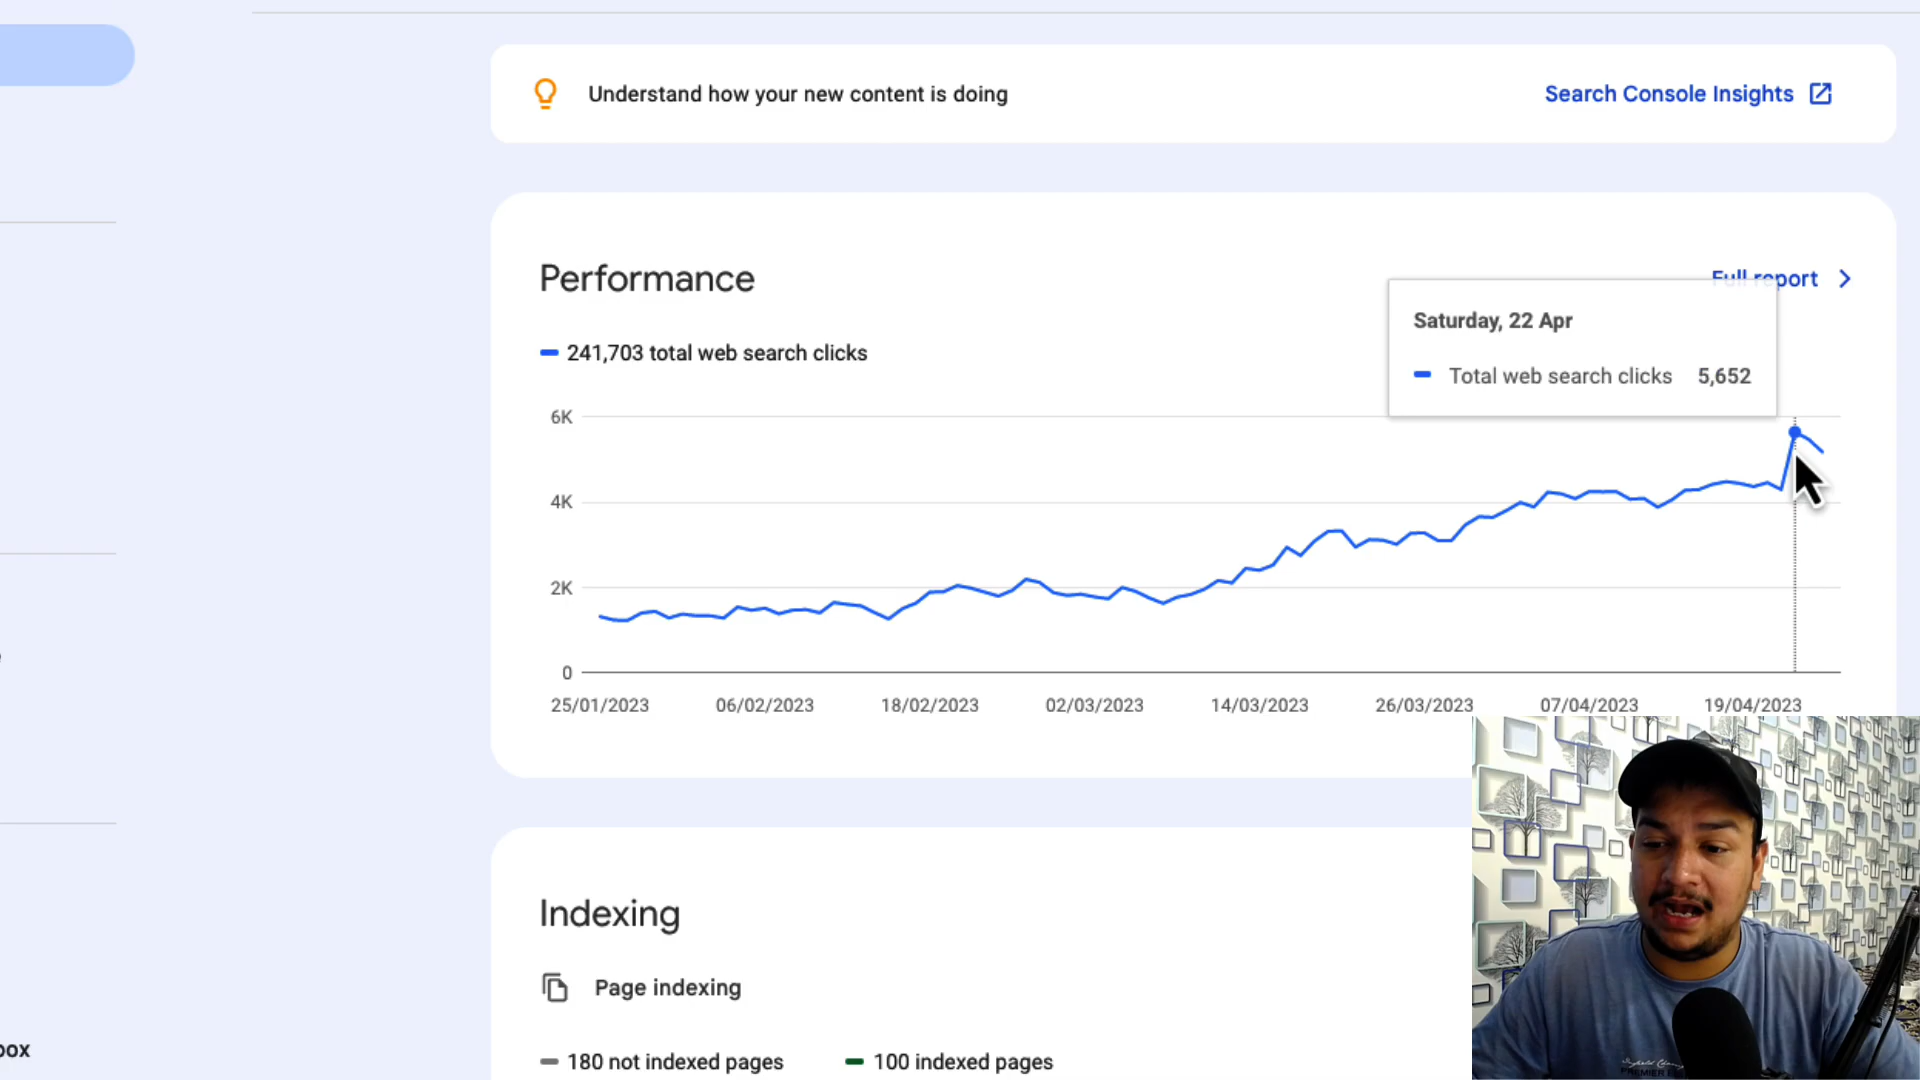 Understand how your new content is doing
Search Console Insights
Performance
Full report
Saturday, 22 Apr
Total web search clicks 5,652
241,703 total web search clicks
6K
4K
2K
0
25/01/2023 06/02/2023 18/02/2023 02/03/2023 14/03/2023 26/03/2023 07/04/2023 19/04/2023
Indexing
Page indexing
180 not indexed pages
100 indexed pages
box